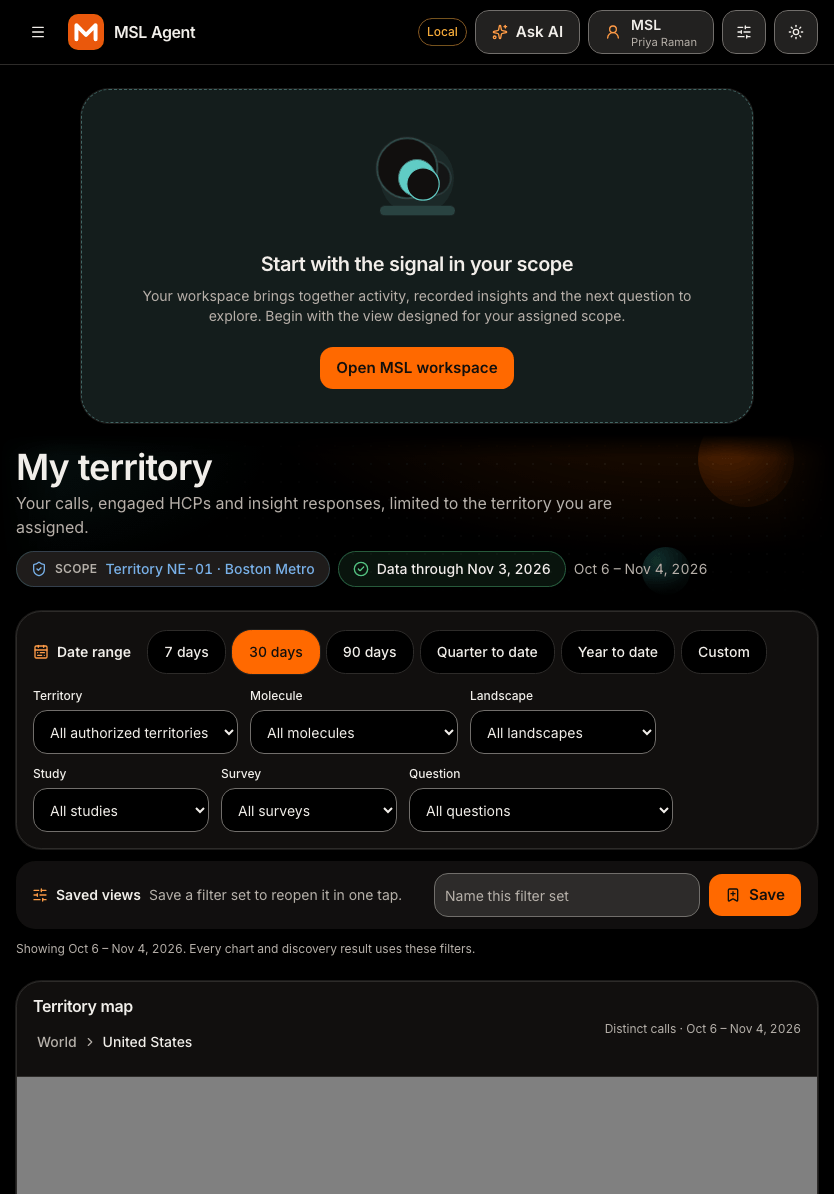 MSL Agent
Local
Ask AI
MSL
Priya Raman
Start with the signal in your scope
Your workspace brings together activity, recorded insights and the next question to
explore. Begin with the view designed for your assigned scope.
Open MSL workspace
My territory
Your calls, engaged HCPs and insight responses, limited to the territory you are
assigned.
SCOPE Territory NE-01 · Boston Metro
Data through Nov 3, 2026
Oct 6 – Nov 4, 2026
Date range
7 days
30 days
90 days
Quarter to date
Year to date
Custom
Territory
Molecule
Landscape
All authorized territories
All molecules
All landscapes
Study
Survey
Question
All studies
All surveys
All questions
Saved views Save a filter set to reopen it in one tap.
Name this filter set
Save
Showing Oct 6 – Nov 4, 2026. Every chart and discovery result uses these filters.
Territory map
Distinct calls · Oct 6 – Nov 4, 2026
World > United States